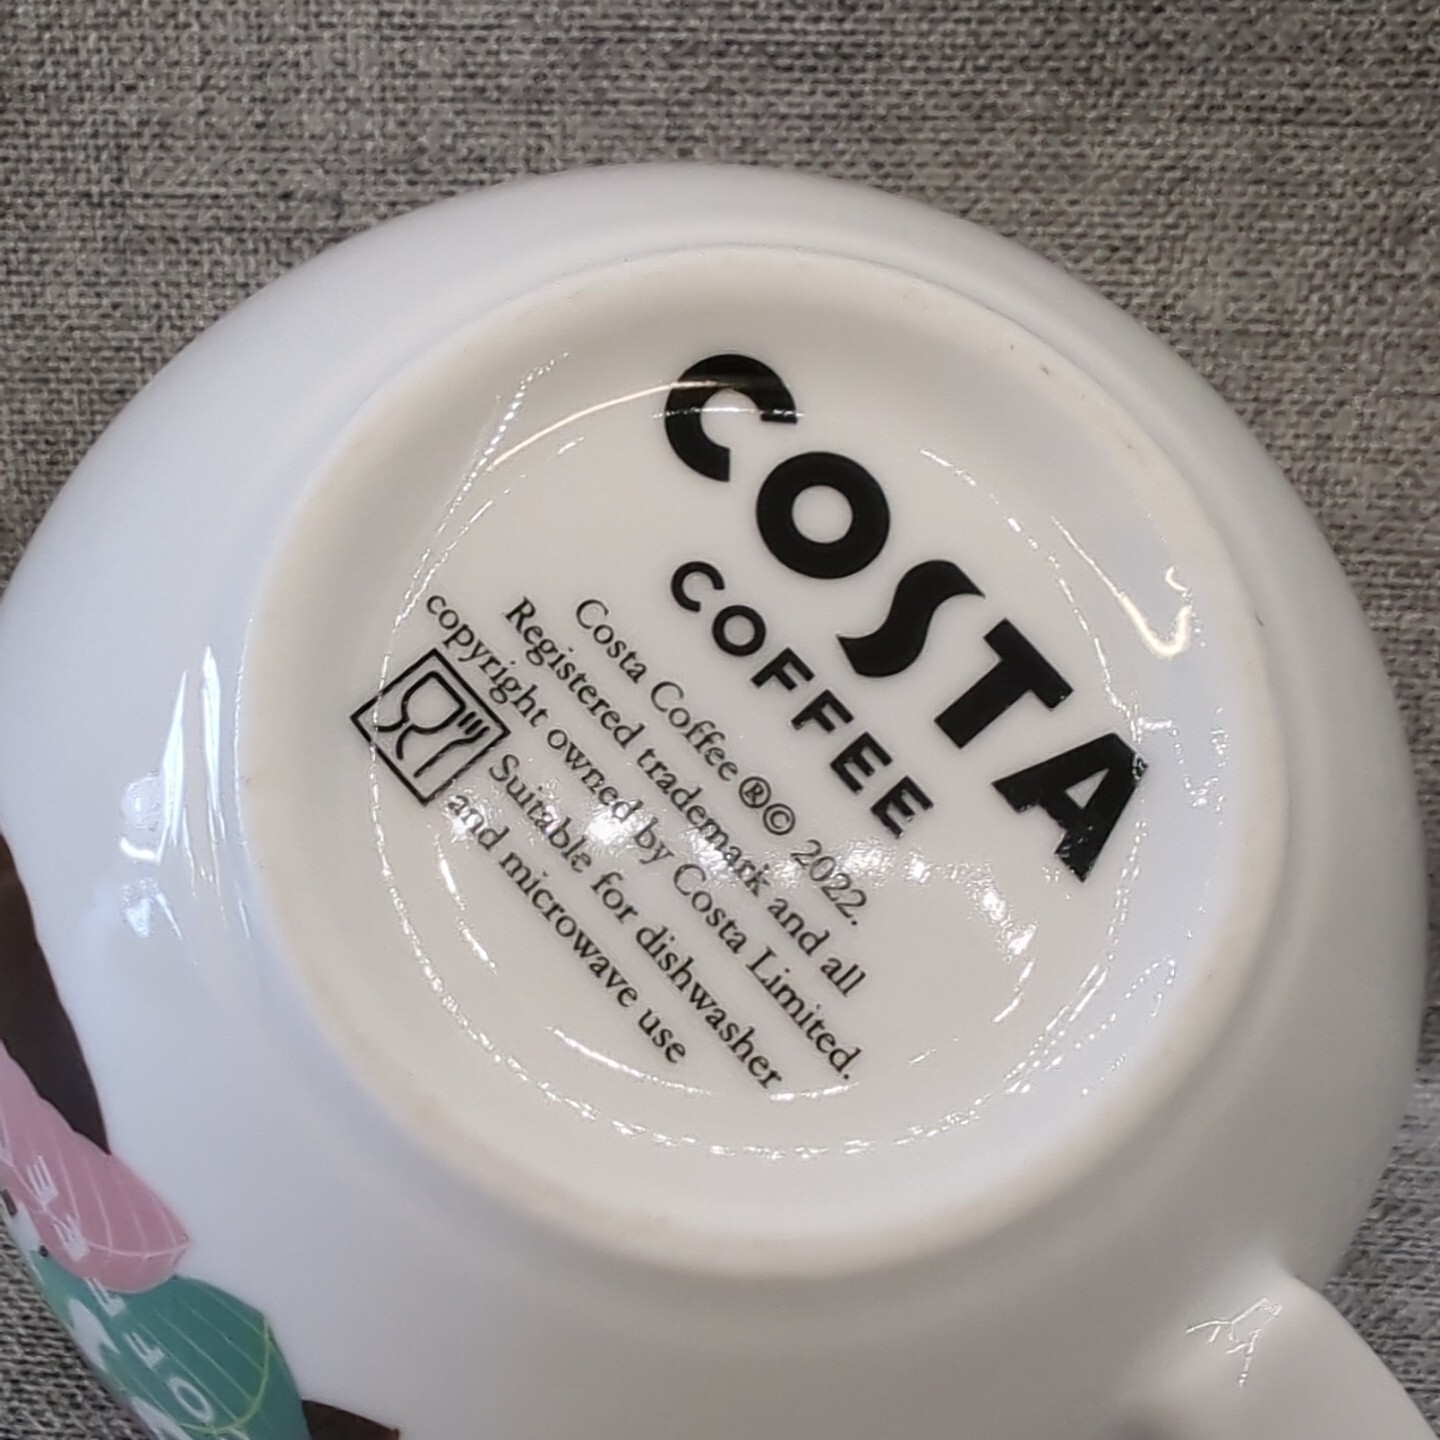 COSTA
COFFEE
Costa Coffee ®© 2022.
Registered trademark and all
copyright owned by Costa Limited.
Suitable for dishwasher
and microwave use